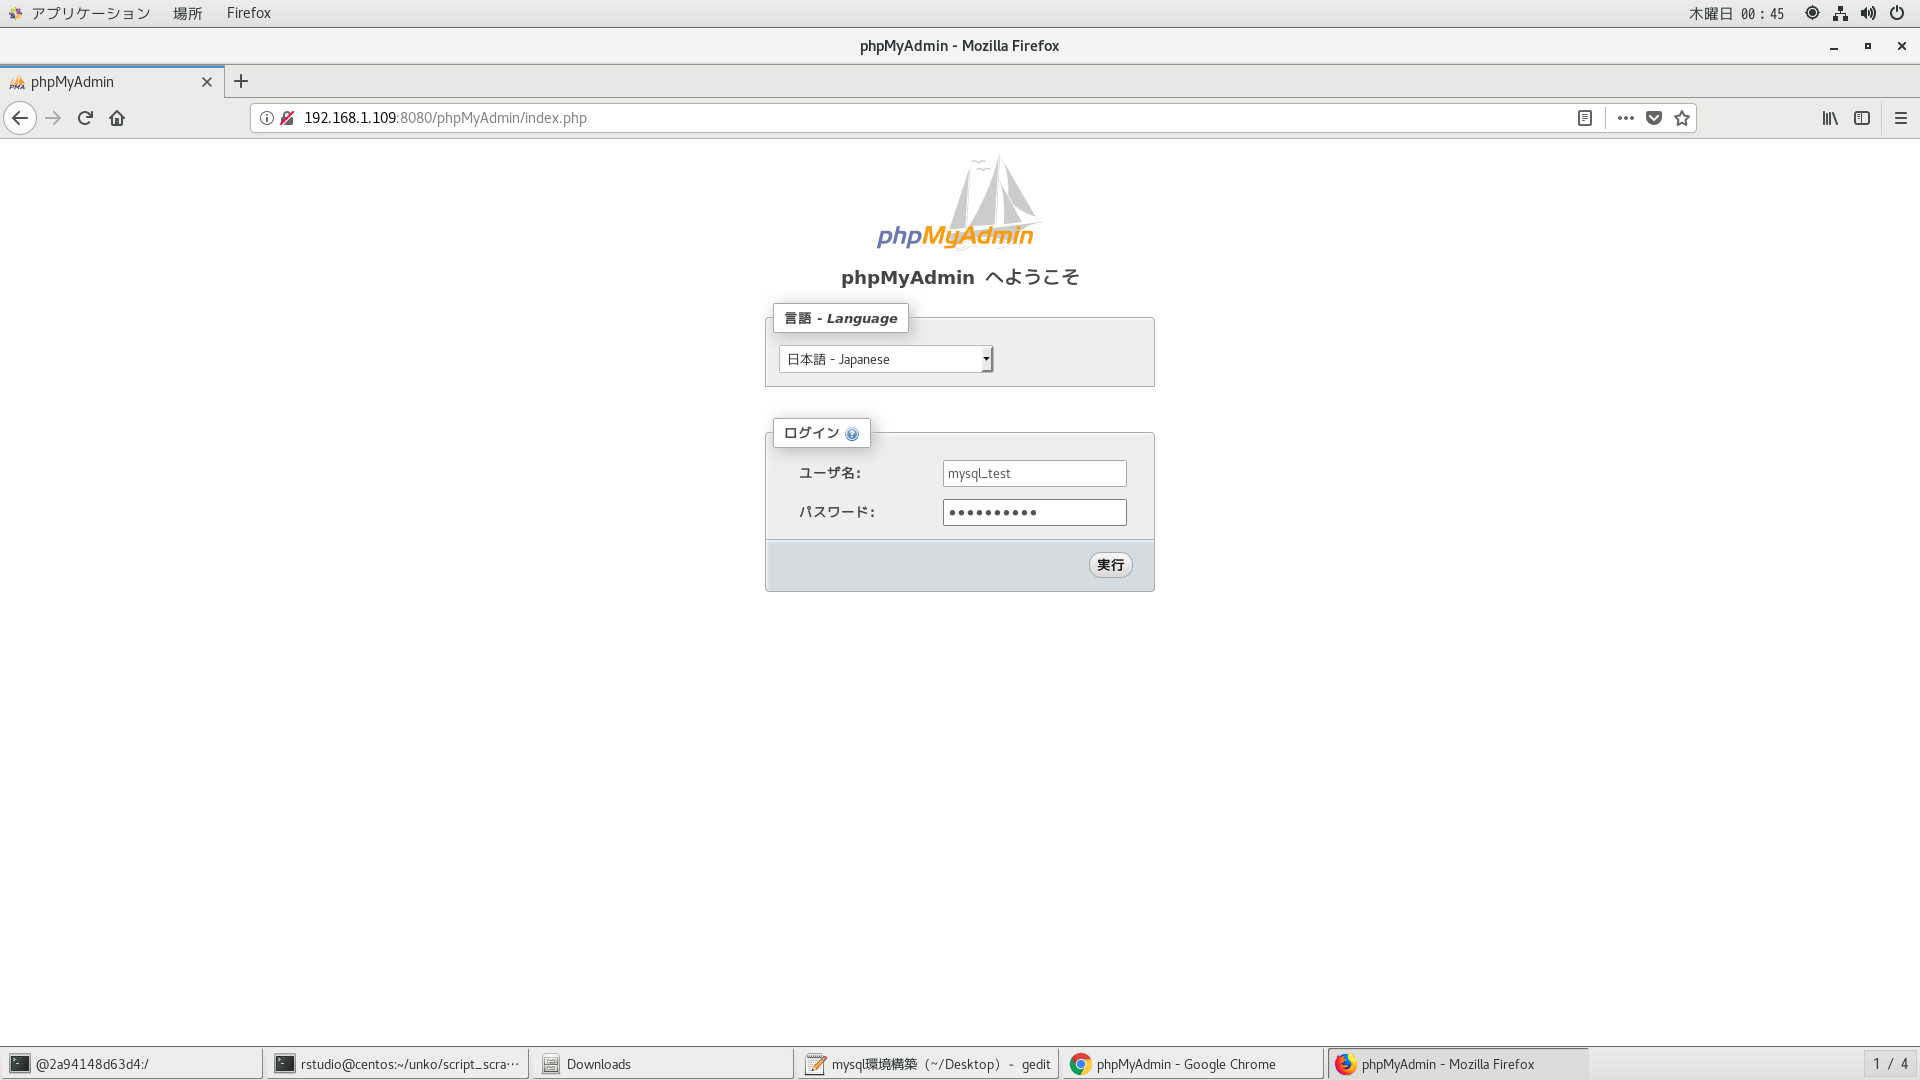 アプリケーション 場所 Firefox 木曜日 00：45
phpMyAdmin - Mozilla Firefox
phpMyAdmin
192.168.1.109:8080/phpMyAdmin/index.php
phpMyAdmin
phpMyAdmin へようこそ
言語 - Language
日本語 - Japanese
ログイン
ユーザ名:
mysql_test
パスワード:
実行
@2a94148d63d4:/
rstudio@centos:~/unko/script_scra…
Downloads
mysql環境構築（~/Desktop） - gedit
phpMyAdmin - Google Chrome
phpMyAdmin - Mozilla Firefox
1 / 4